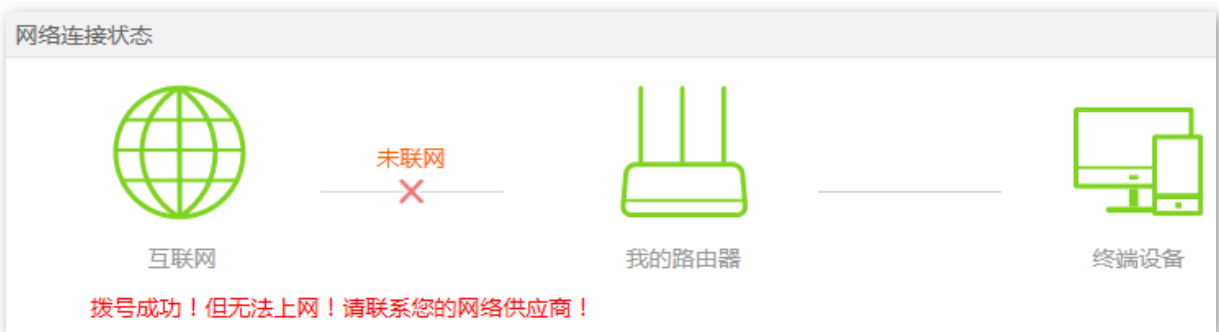 网络连接状态
未联网
互联网
我的路由器
终端设备
拨号成功！但无法上网！请联系您的网络供应商！